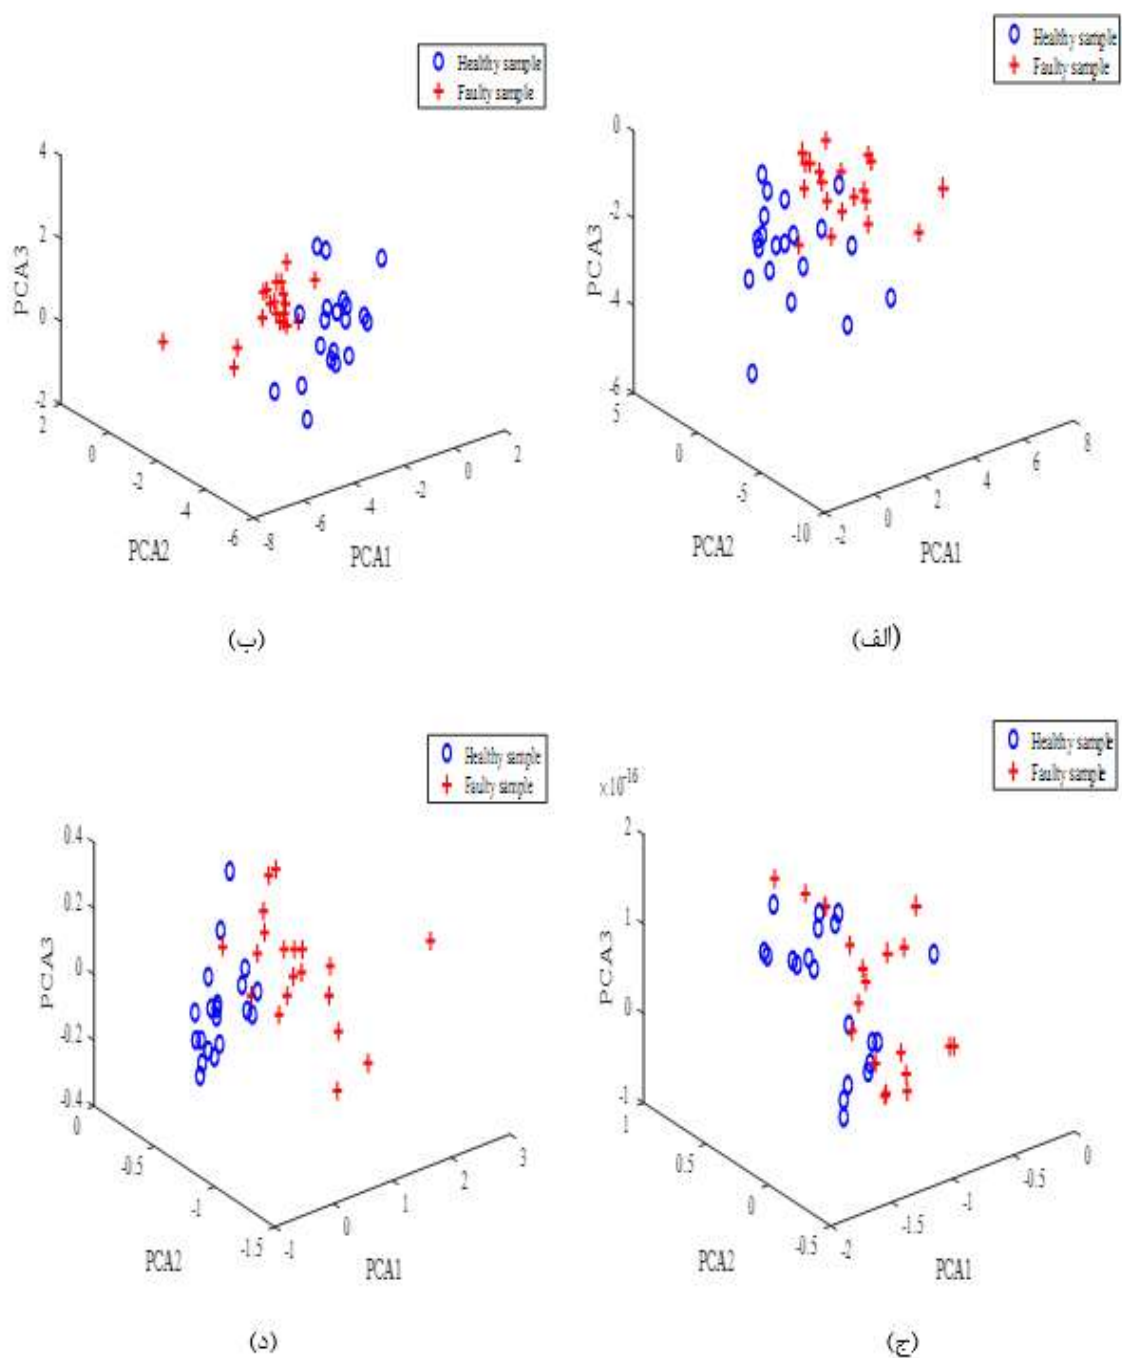 Healthy sample
Faulty sample
0
-2
-4
-6
PCA3
5
0
-5
-10
PCA2
-2
0
2
4
6
8
PCA1
(الف)
Healthy sample
Faulty sample
4
2
0
-2
PCA3
2
0
-2
-4
-6
PCA2
-8
-6
-4
-2
0
2
PCA1
(ب)
Healthy sample
Faulty sample
×10⁻¹⁶
2
1
0
-1
PCA3
1
0.5
0
-0.5
PCA2
-2
-1.5
-1
-0.5
0
PCA1
(ج)
Healthy sample
Faulty sample
0.4
0.2
0
-0.2
-0.4
PCA3
0
-0.5
-1
-1.5
PCA2
-1
0
1
2
3
PCA1
(د)